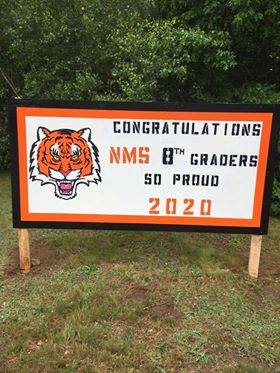 CONGRATULATIONS
NMS 8TH GRADERS
SO PROUD
2020